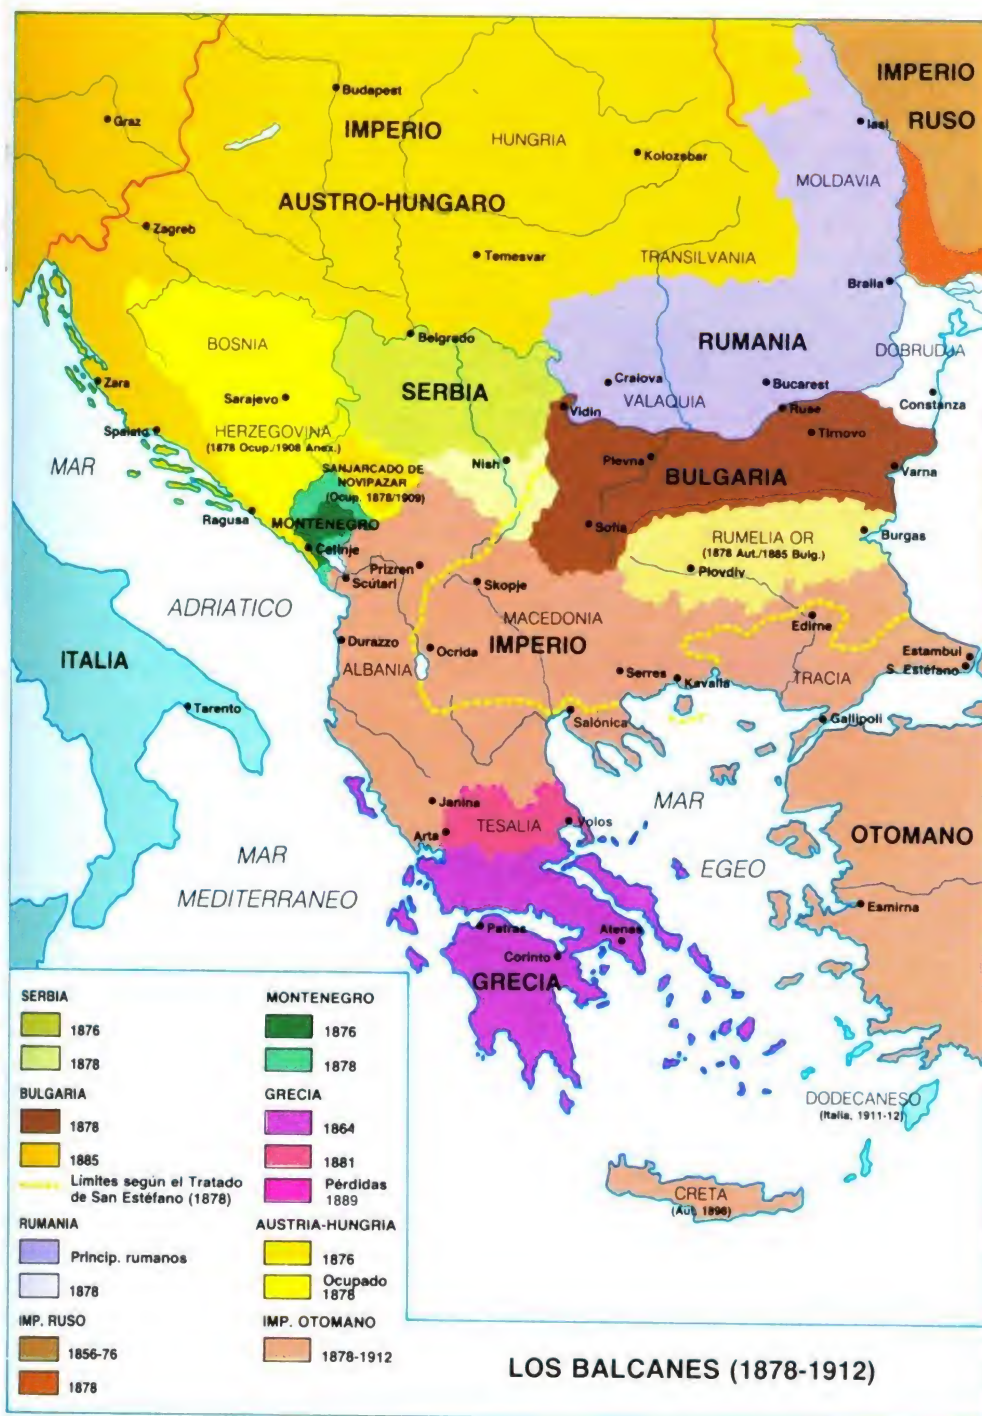 IMPERIO
RUSO
Budapest
IMPERIO
Graz
HUNGRIA
Iasi
Kolozsbar
MOLDAVIA
AUSTRO-HUNGARO
Zagreb
Temesvar
TRANSILVANIA
Braila
BOSNIA
Belgrado
RUMANIA
DOBRUDJA
SERBIA
Zara
Sarajevo
Craiova
Bucarest
VALAQUIA
Constanza
Vidin
Ruse
Spalato
HERZEGOVINA
(1878 Ocup./1908 Anex.)
Tirnovo
MAR
Nish
Plevna
Varna
SANJARCADO DE
NOVIPAZAR
(Ocup. 1878/1909)
BULGARIA
Ragusa
MONTENEGRO
Sofia
RUMELIA OR
(1878 Aut./1885 Bulg.)
Burgas
Cetinje
Prizren
Plovdiv
Scútari
Skopje
ADRIATICO
MACEDONIA
Edirne
Durazzo
IMPERIO
Ocrida
Estambul
ITALIA
ALBANIA
Serres
Kavalla
TRACIA
S. Estéfano
Tarento
Salónica
Gallipoli
Janina
MAR
TESALIA
Volos
Arta
OTOMANO
MAR
MEDITERRANEO
EGEO
Esmirna
Patras
Atenas
Corinto
GRECIA
DODECANESO
(Italia, 1911-12)
CRETA
(Aut. 1898)
SERBIA
1876
1878
BULGARIA
1878
1885
Límites según el Tratado
de San Estéfano (1878)
RUMANIA
Princip. rumanos
1878
IMP. RUSO
1856-76
1878
MONTENEGRO
1876
1878
GRECIA
1864
1881
Pérdidas
1889
AUSTRIA-HUNGRIA
1876
Ocupado
1878
IMP. OTOMANO
1878-1912
LOS BALCANES (1878-1912)